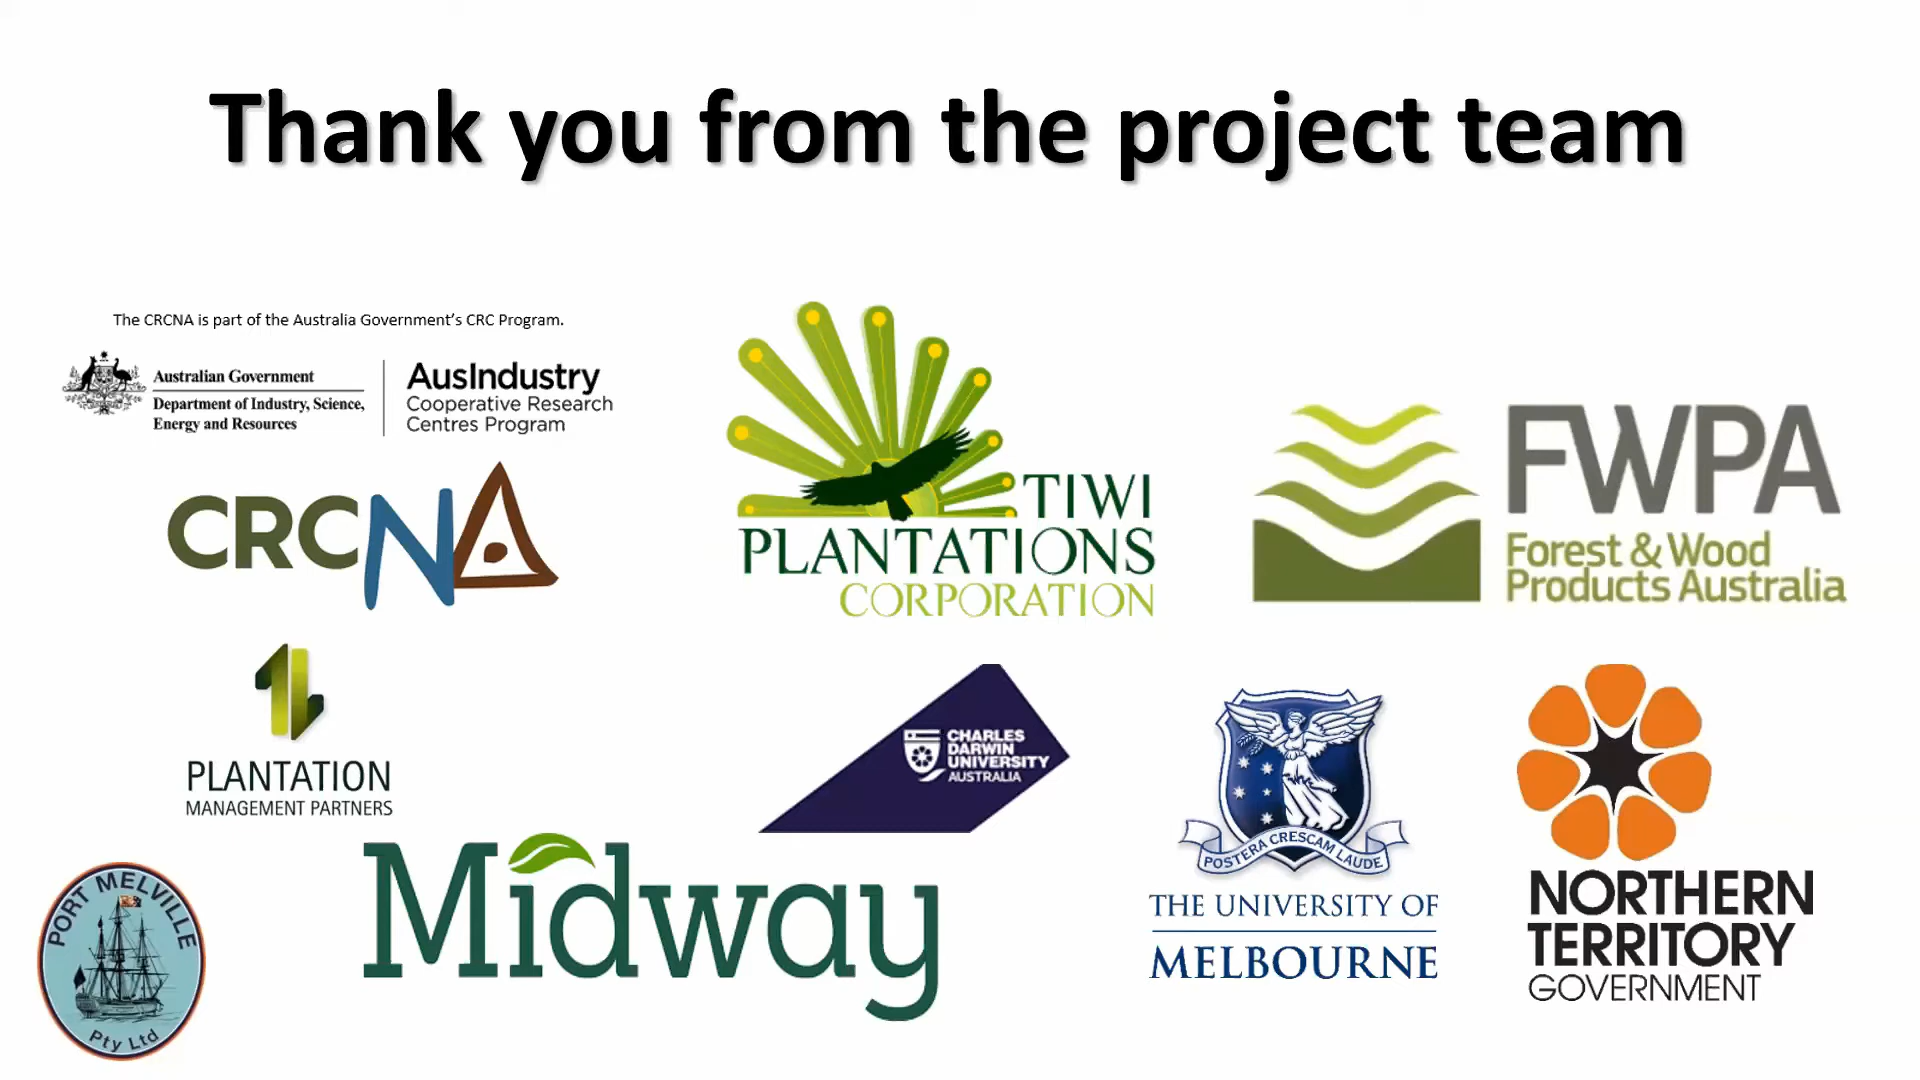 Thank you from the project team
The CRCNA is part of the Australia Government's CRC Program.
Australian Government
Department of Industry, Science,
Energy and Resources
AusIndustry
Cooperative Research
Centres Program
CRCNA
TIWI
PLANTATIONS
CORPORATION
FWPA
Forest & Wood
Products Australia
PLANTATION
MANAGEMENT PARTNERS
CHARLES
DARWIN
UNIVERSITY
AUSTRALIA
POSTERA CRESCAM LAUDE
THE UNIVERSITY OF
MELBOURNE
NORTHERN
TERRITORY
GOVERNMENT
PORT MELVILLE
Pty Ltd
Midway